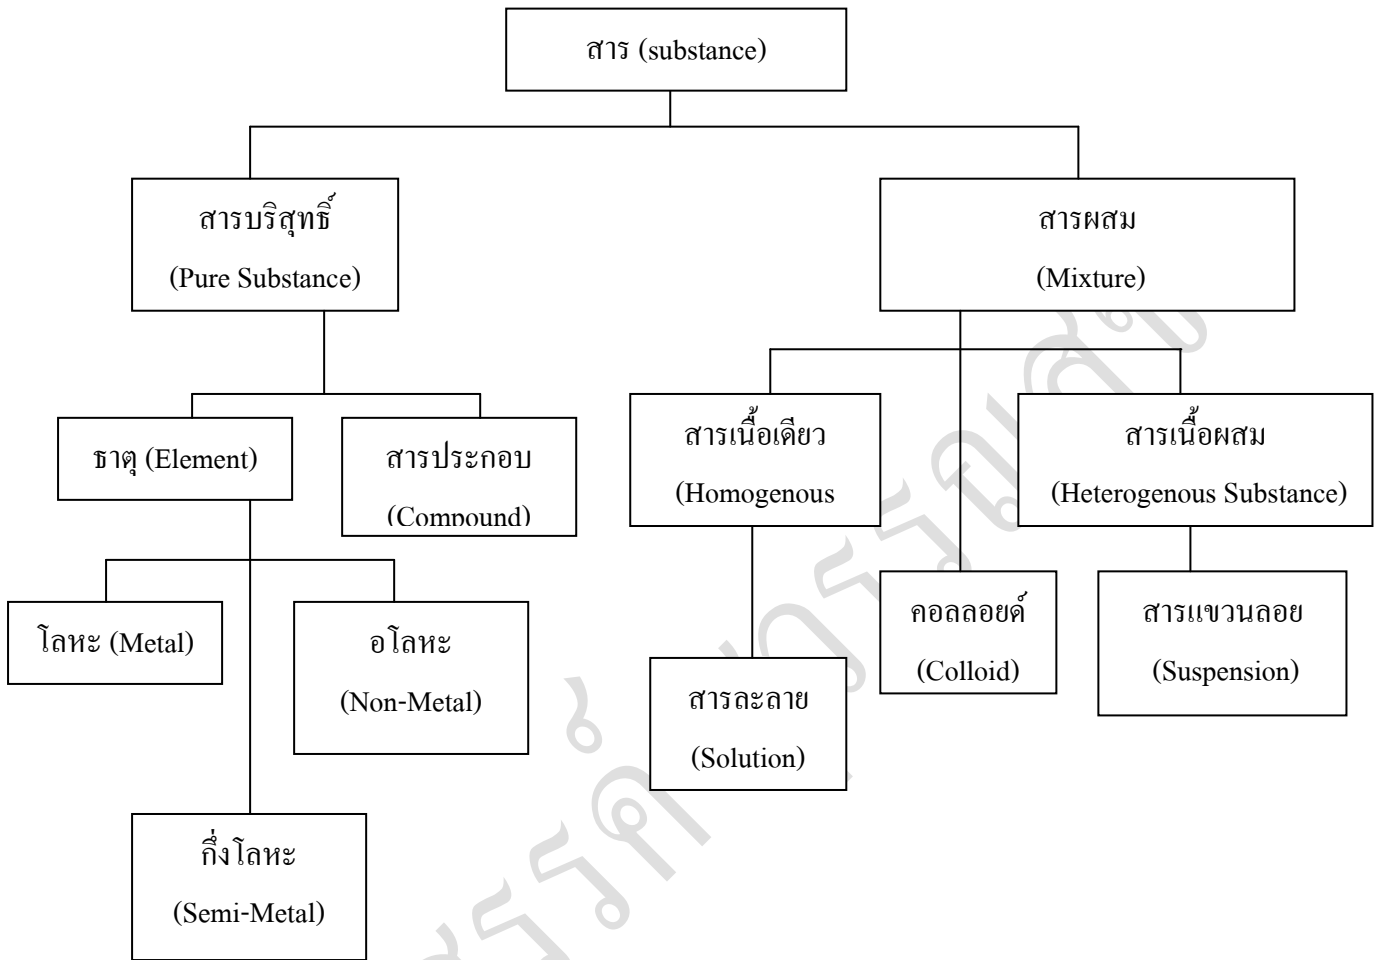 สาร (substance)
สารบริสุทธิ์
(Pure Substance)
สารผสม
(Mixture)
ธาตุ (Element)
สารประกอบ
(Compound)
สารเนื้อเดียว
(Homogenous
สารเนื้อผสม
(Heterogenous Substance)
โลหะ (Metal)
อโลหะ
(Non-Metal)
กึ่งโลหะ
(Semi-Metal)
สารละลาย
(Solution)
คอลลอยด์
(Colloid)
สารแขวนลอย
(Suspension)